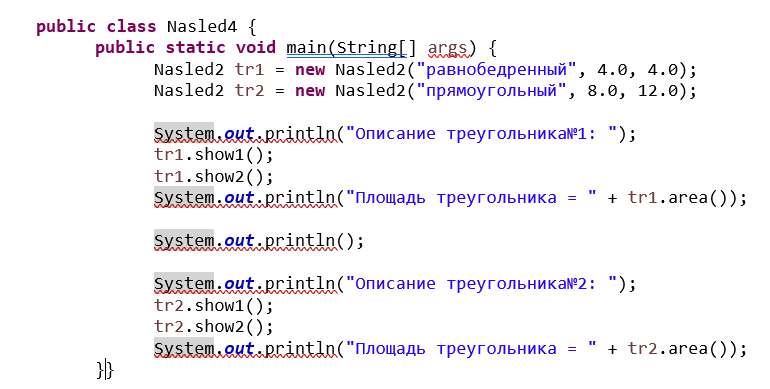 public class Nasled4 {
public static void main(String[] args) {
Nasled2 tr1 = new Nasled2("равнобедренный", 4.0, 4.0);
Nasled2 tr2 = new Nasled2("прямоугольный", 8.0, 12.0);
System.out.println("Описание треугольника№1: ");
tr1.show1();
tr1.show2();
System.out.println("Площадь треугольника = " + tr1.area());
System.out.println();
System.out.println("Описание треугольника№2: ");
tr2.show1();
tr2.show2();
System.out.println("Площадь треугольника = " + tr2.area());
}}